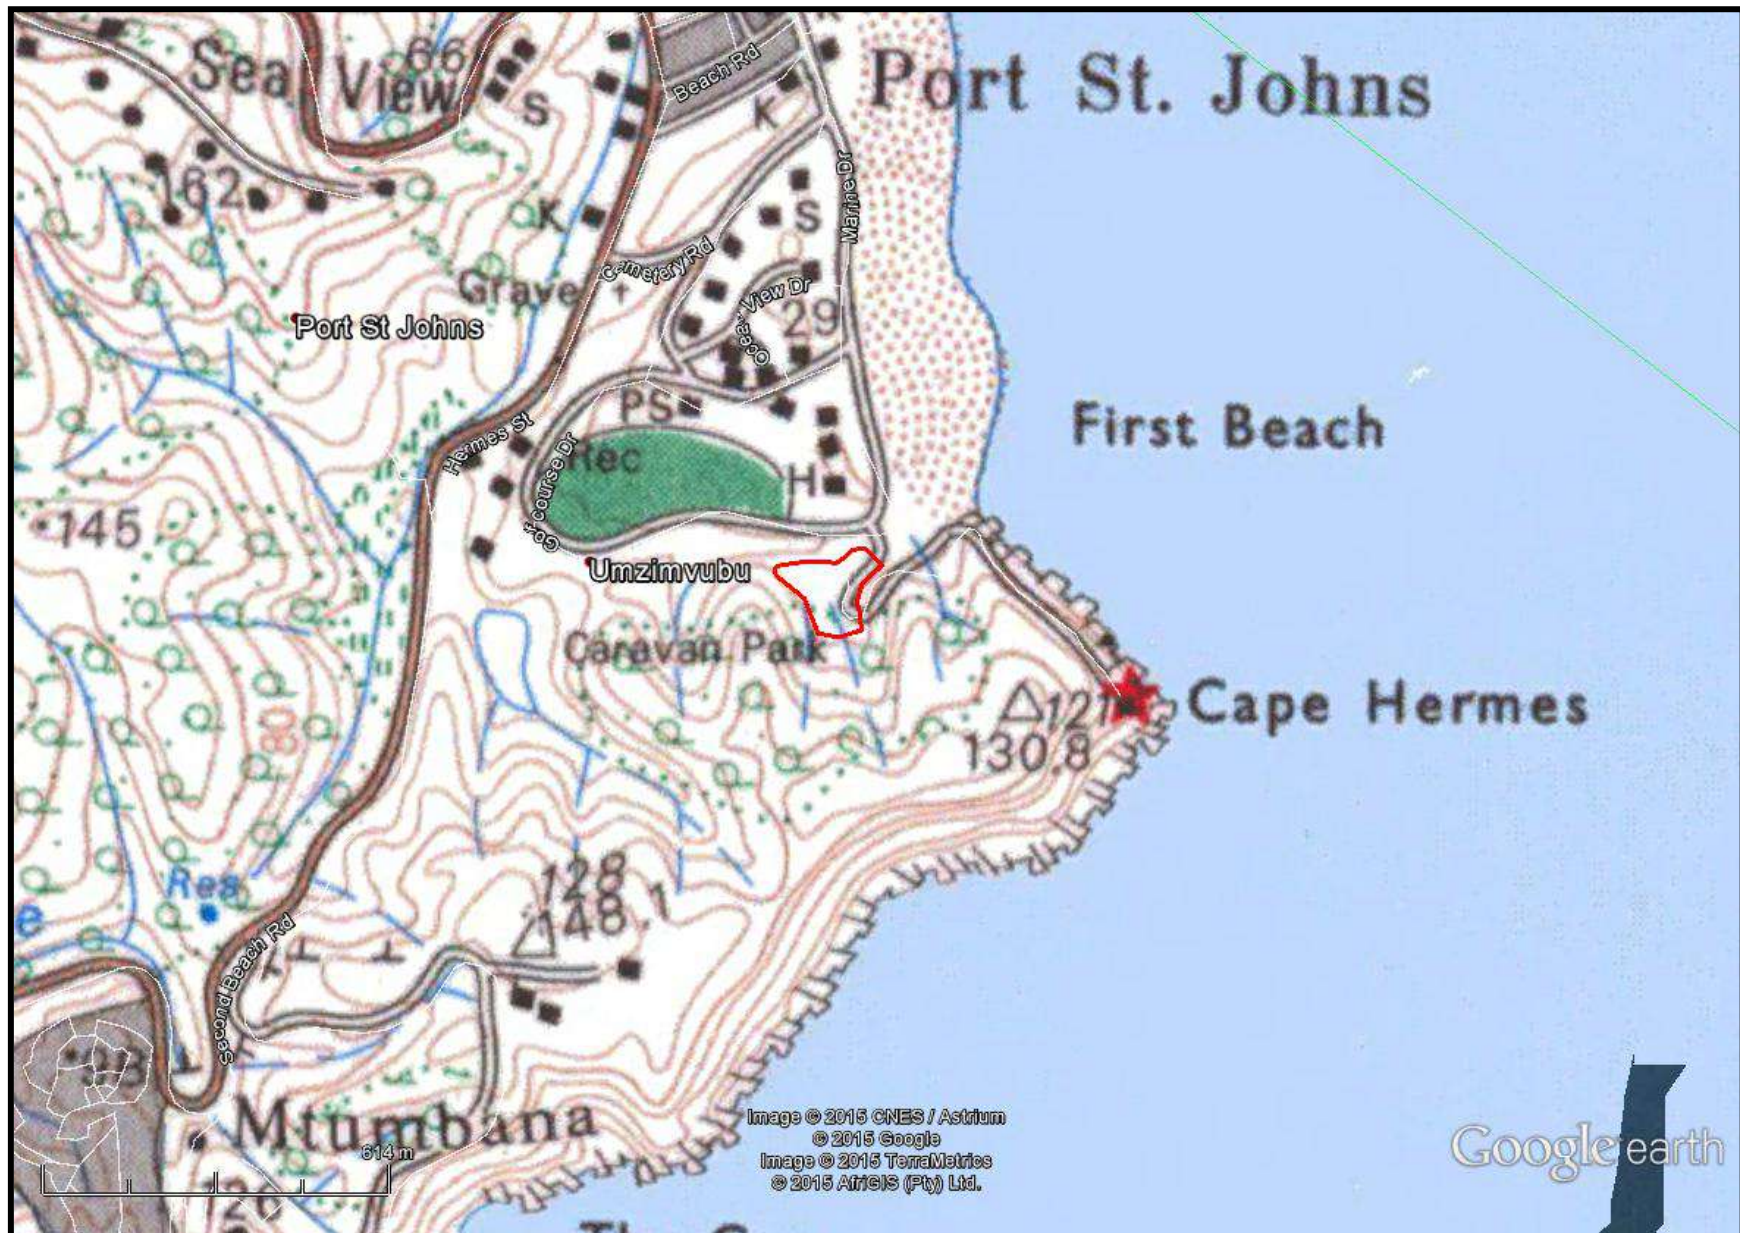 Sea View
66
S
Beach Rd
K
Port St. Johns
162
K
Marine Dr
S
Cemetery Rd
Grave
Ocean View Dr
29
Port St Johns
PS
First Beach
Hermes St
Rec
H
Golf course Dr
145
Umzimvubu
Caravan Park
80
121
130.8
Cape Hermes
128
148.1
Res
e
Second Beach Rd
98
Mtumbana
614 m
126
Image © 2015 CNES / Astrium
© 2015 Google
Image © 2015 TerraMetrics
© 2015 AfriGIS (Pty) Ltd.
Google earth